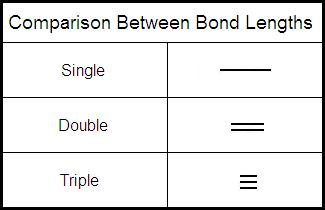 Comparison Between Bond Lengths
Single
Double
Triple